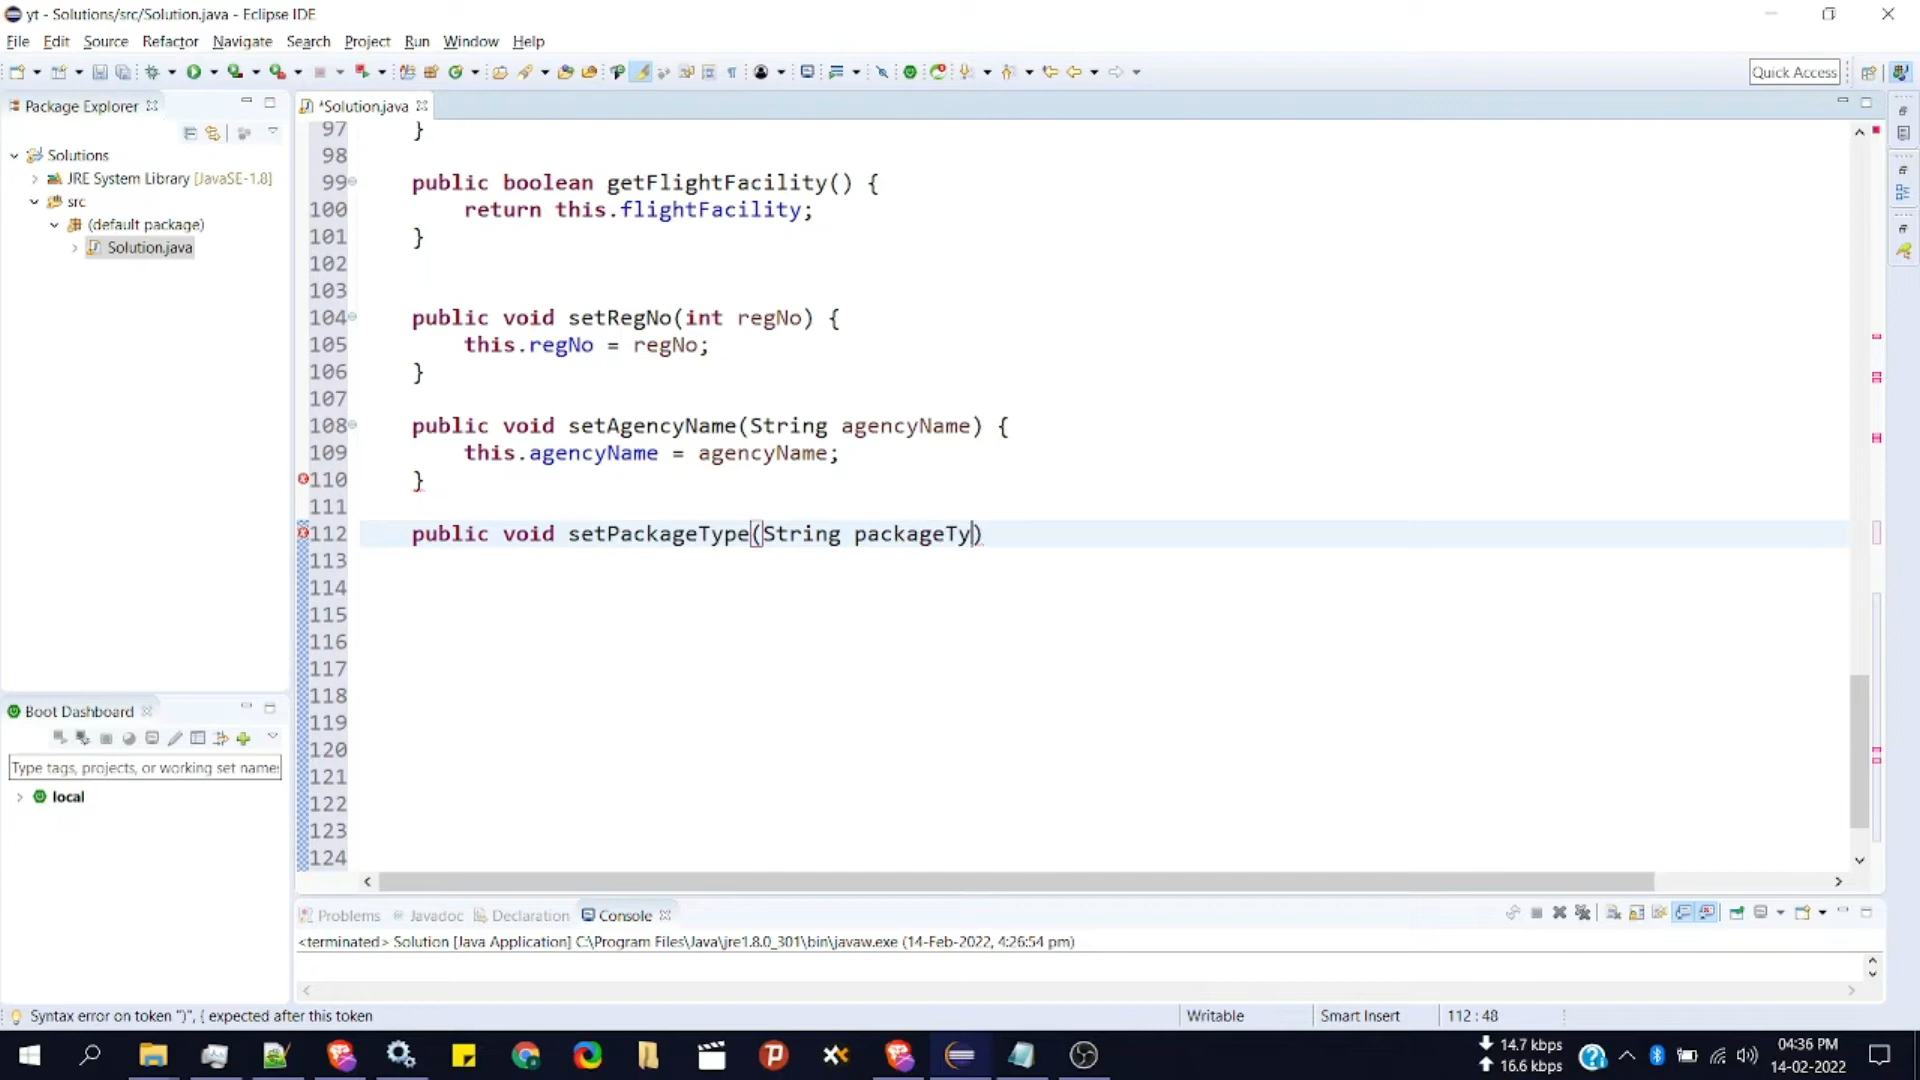 yt - Solutions/src/Solution.java - Eclipse IDE
File Edit Source Refactor Navigate Search Project Run Window Help
Quick Access
Package Explorer
*Solution.java
Solutions
JRE System Library [JavaSE-1.8]
src
(default package)
Solution.java
97 }
98
99 public boolean getFlightFacility() {
100 return this.flightFacility;
101 }
102
103
104 public void setRegNo(int regNo) {
105 this.regNo = regNo;
106 }
107
108 public void setAgencyName(String agencyName) {
109 this.agencyName = agencyName;
110 }
111
112 public void setPackageType(String packageTy)
113
114
115
116
117
118
119
120
121
122
123
124
Boot Dashboard
Type tags, projects, or working set name:
local
Problems Javadoc Declaration Console
<terminated> Solution [Java Application] C:\Program Files\Java\jre1.8.0_301\bin\javaw.exe (14-Feb-2022, 4:26:54 pm)
Syntax error on token ")", { expected after this token
Writable Smart Insert 112 : 48
14.7 kbps
16.6 kbps
04:36 PM
14-02-2022